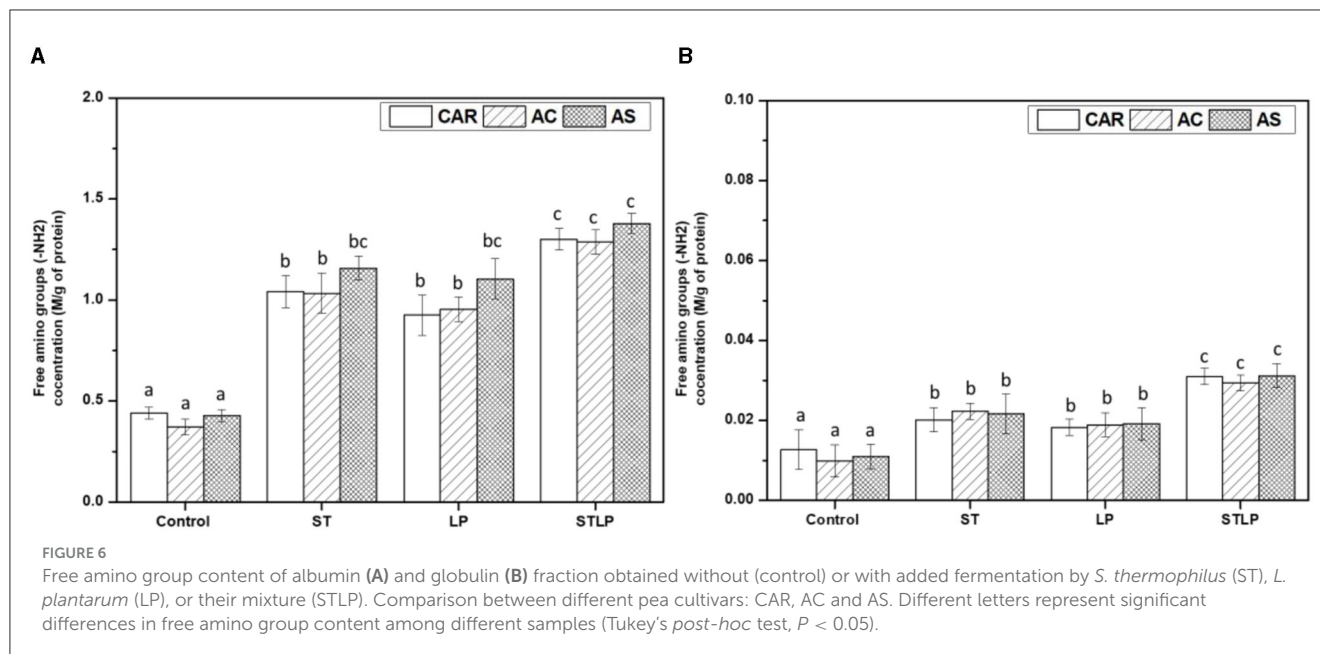 A
2.0
1.5
1.0
0.5
0.0
Free amino groups (-NH2)
cocentration (M/g of protein)
CAR AC AS
a a a
b b bc
b b bc
c c c
Control ST LP STLP
B
0.10
0.08
0.06
0.04
0.02
0.00
Free amino groups (-NH2)
cocentration (M/g of protein)
CAR AC AS
a a a
b b b
b b b
c c c
Control ST LP STLP
FIGURE 6
Free amino group content of albumin (A) and globulin (B) fraction obtained without (control) or with added fermentation by S. thermophilus (ST), L.
plantarum (LP), or their mixture (STLP). Comparison between different pea cultivars: CAR, AC and AS. Different letters represent significant
differences in free amino group content among different samples (Tukey's post-hoc test, P < 0.05).